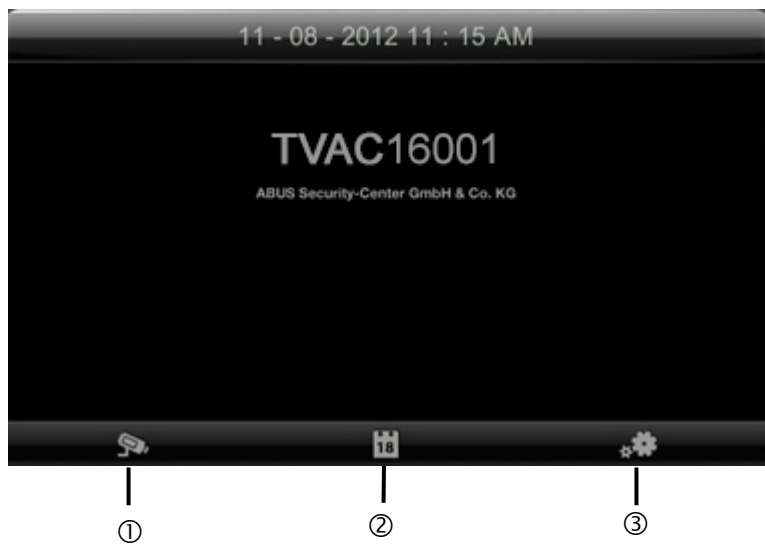 11 - 08 - 2012 11 : 15 AM
TVAC16001
ABUS Security-Center GmbH & Co. KG
18
① ② ③